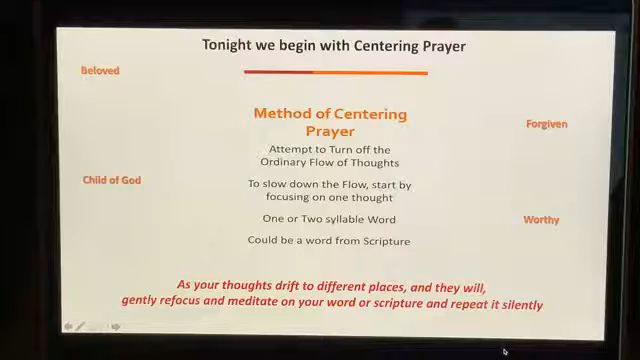 Tonight we begin with Centering Prayer
Beloved
Method of Centering
Prayer
Forgiven
Attempt to Turn off the
Ordinary Flow of Thoughts
Child of God
To slow down the Flow, start by
focusing on one thought
One or Two syllable Word
Worthy
Could be a word from Scripture
As your thoughts drift to different places, and they will,
gently refocus and meditate on your word or scripture and repeat it silently